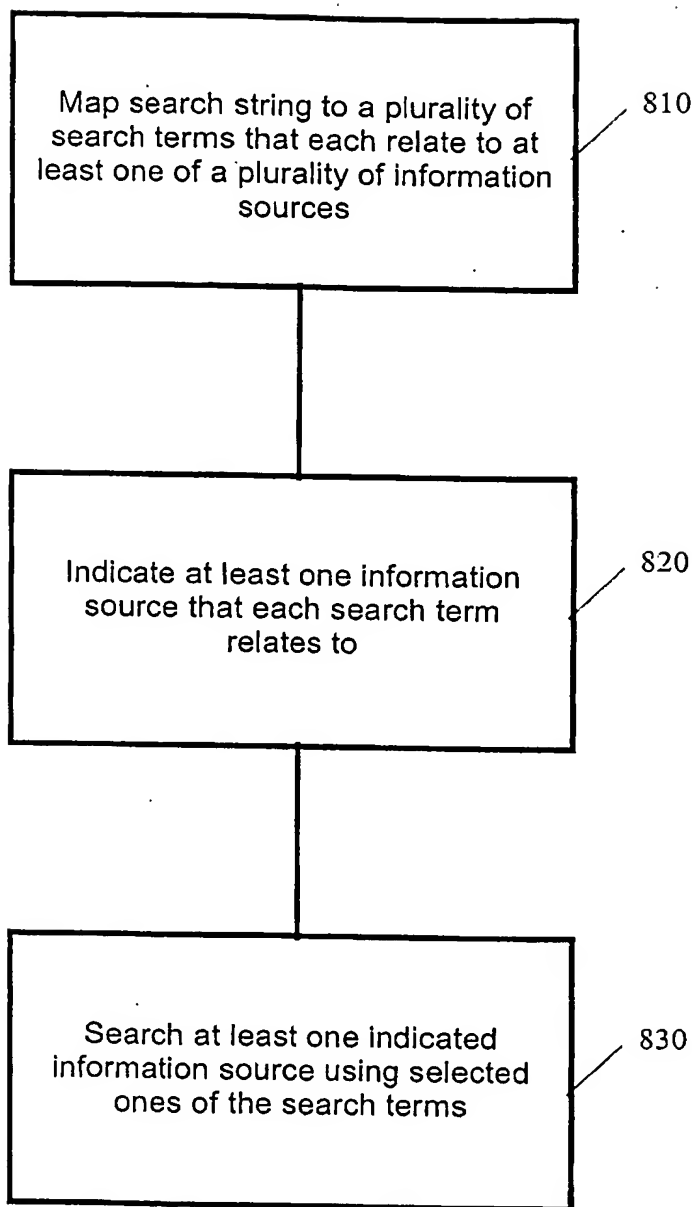 Map search string to a plurality of
search terms that each relate to at
least one of a plurality of information
sources
810
Indicate at least one information
source that each search term
relates to
820
Search at least one indicated
information source using selected
ones of the search terms
830